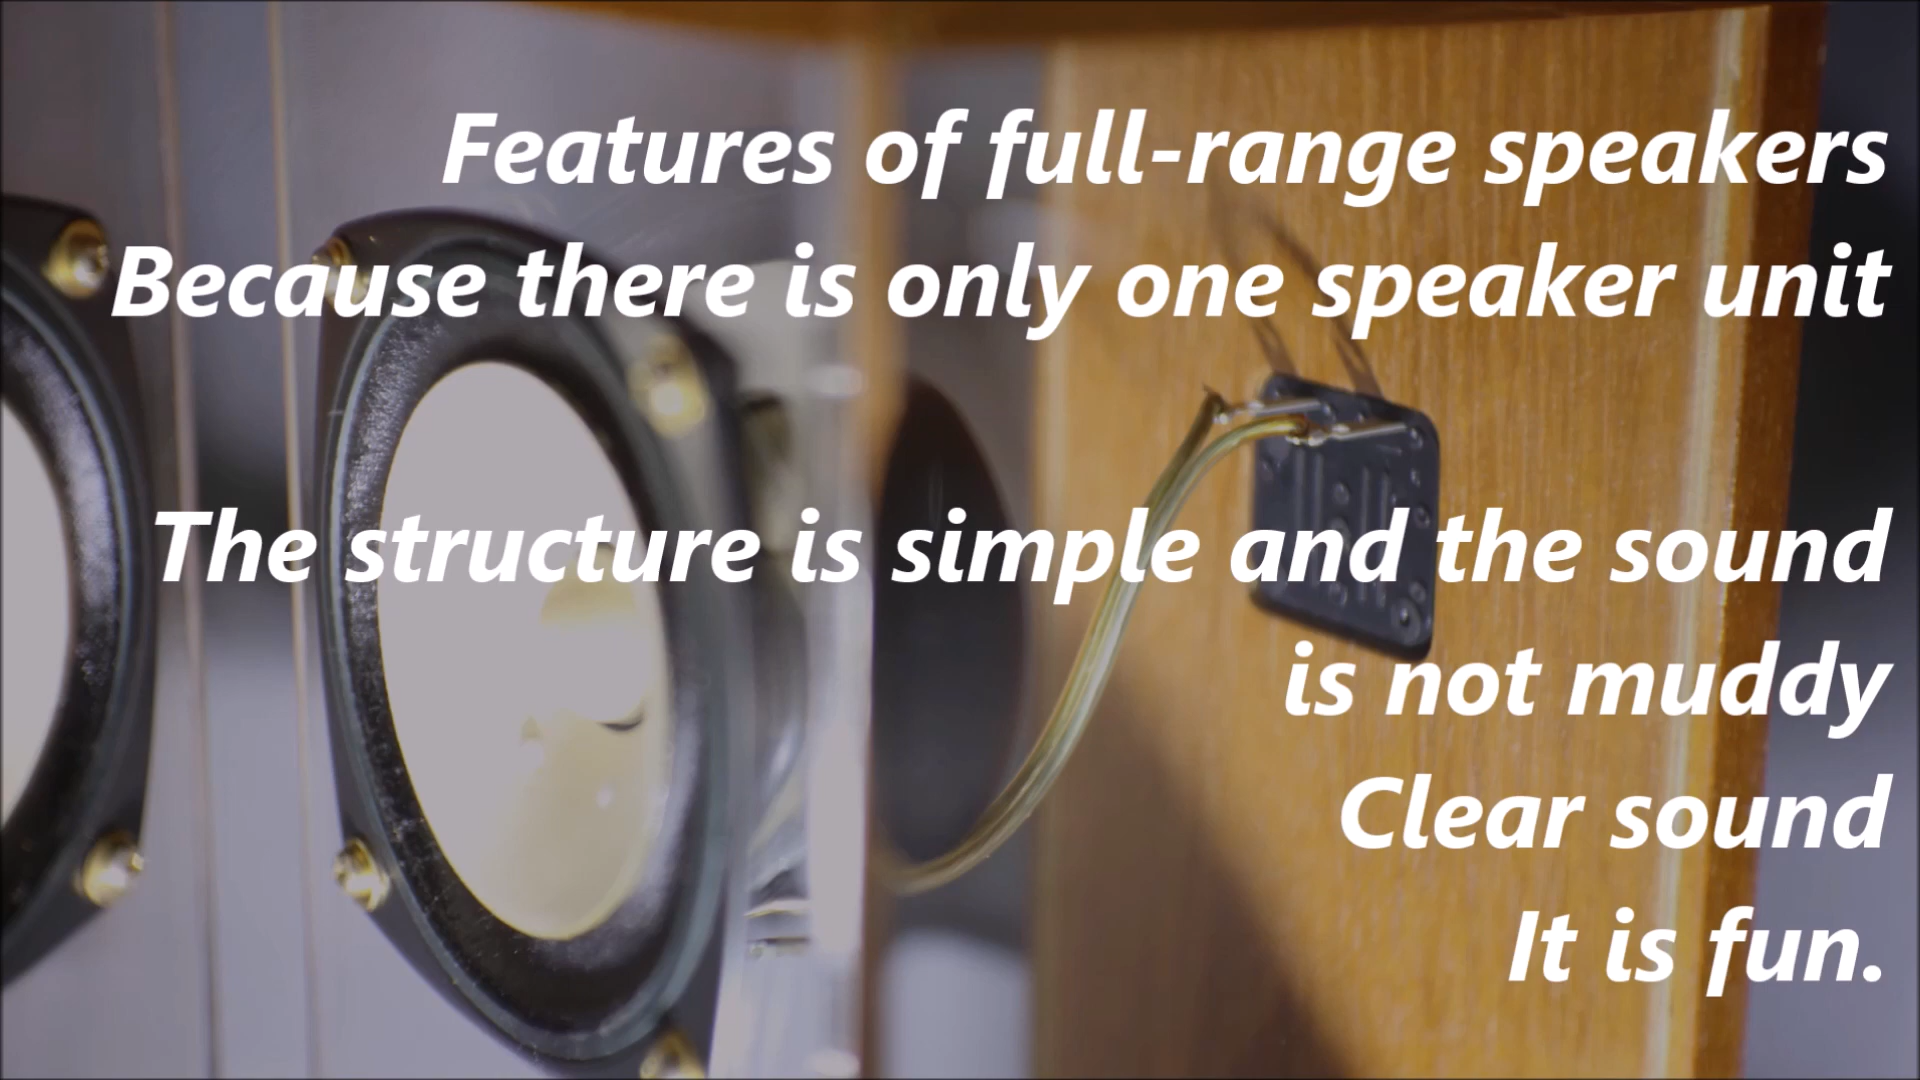 Features of full-range speakers
Because there is only one speaker unit
The structure is simple and the sound
is not muddy
Clear sound
It is fun.